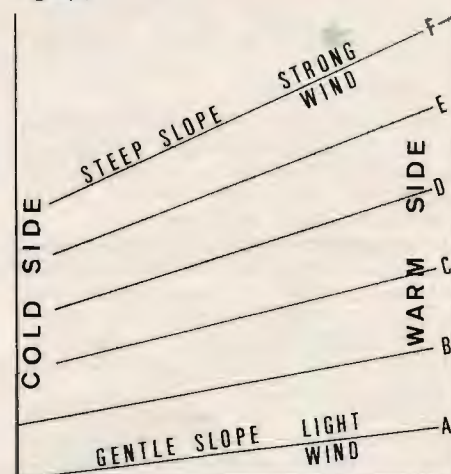 F
STRONG
WIND
STEEP SLOPE
E
D
COLD SIDE
WARM SIDE
C
B
A
GENTLE SLOPE
LIGHT
WIND